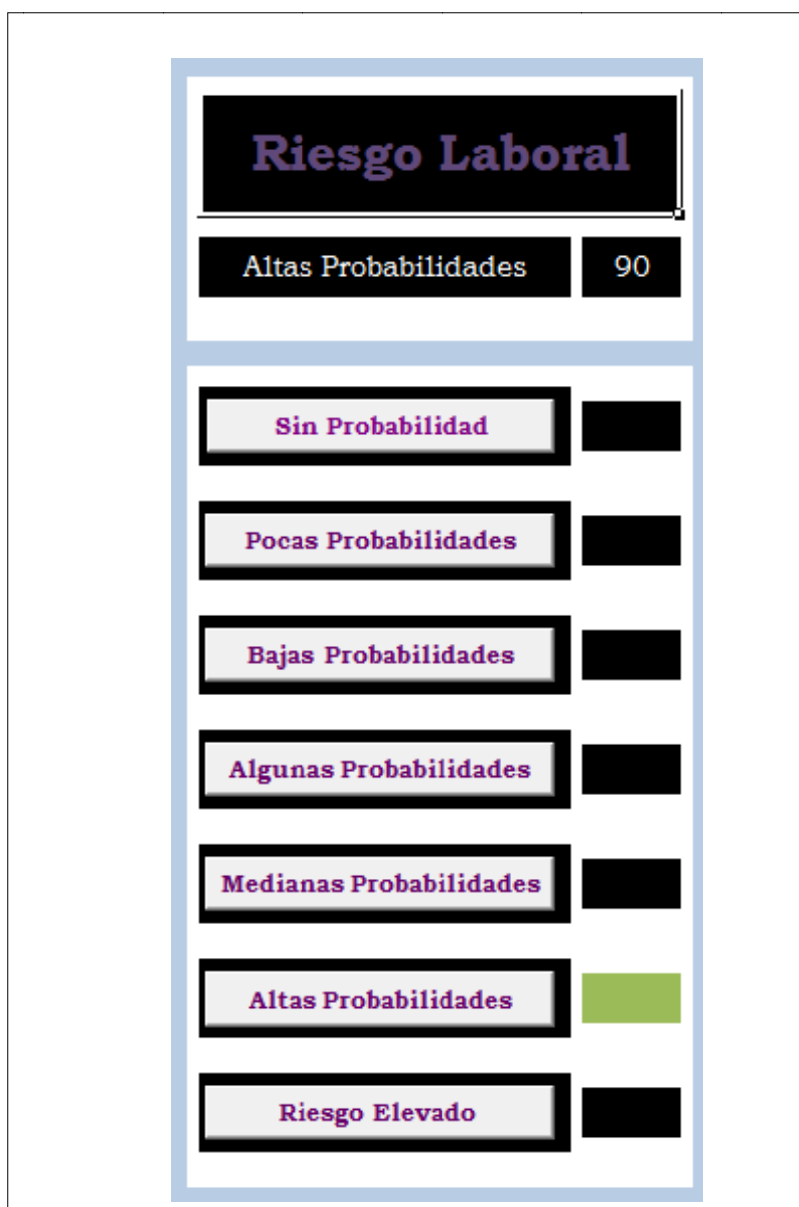 Riesgo Laboral
Altas Probabilidades 90
Sin Probabilidad
Pocas Probabilidades
Bajas Probabilidades
Algunas Probabilidades
Medianas Probabilidades
Altas Probabilidades
Riesgo Elevado